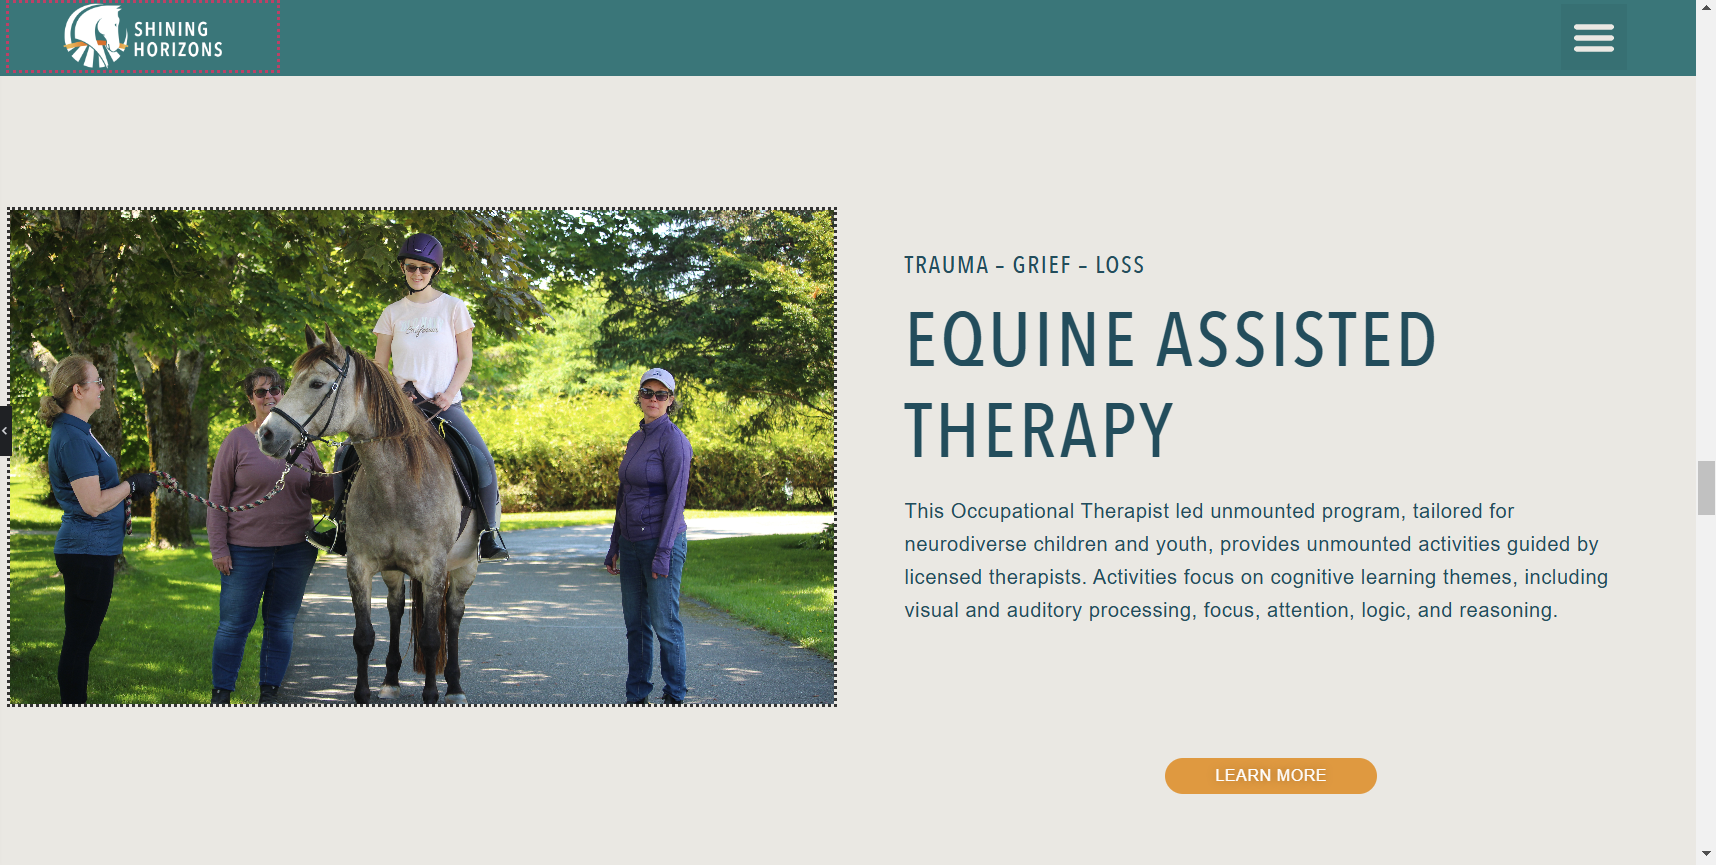 SHINING
HORIZONS
TRAUMA – GRIEF – LOSS
EQUINE ASSISTED
THERAPY
This Occupational Therapist led unmounted program, tailored for
neurodiverse children and youth, provides unmounted activities guided by
licensed therapists. Activities focus on cognitive learning themes, including
visual and auditory processing, focus, attention, logic, and reasoning.
LEARN MORE